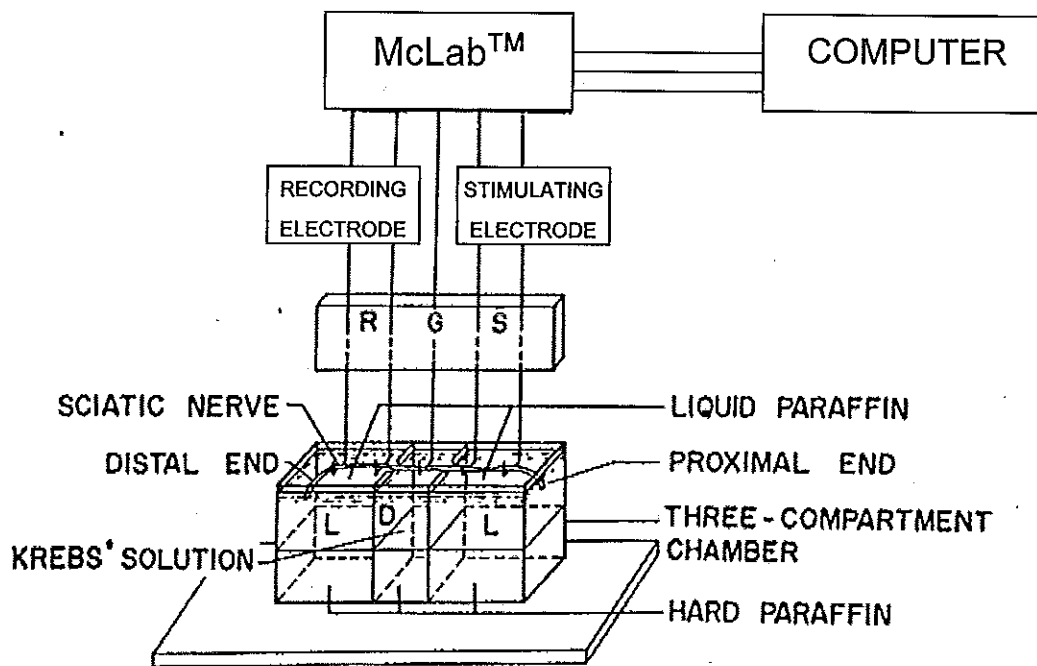 McLab™
COMPUTER
RECORDING
ELECTRODE
STIMULATING
ELECTRODE
R G S
SCIATIC NERVE
LIQUID PARAFFIN
DISTAL END
PROXIMAL END
L D L
THREE-COMPARTMENT
CHAMBER
KREBS' SOLUTION
HARD PARAFFIN